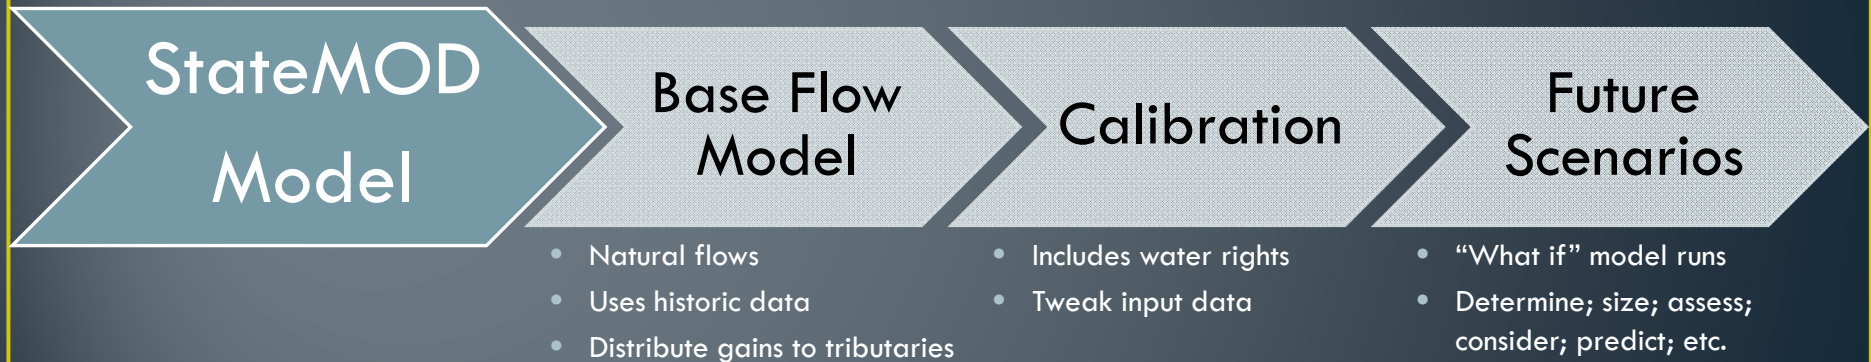 StateMOD
Model
Base Flow
Model
Calibration
Future
Scenarios
• Natural flows
• Uses historic data
• Distribute gains to tributaries
• Includes water rights
• Tweak input data
• “What if” model runs
• Determine; size; assess;
consider; predict; etc.